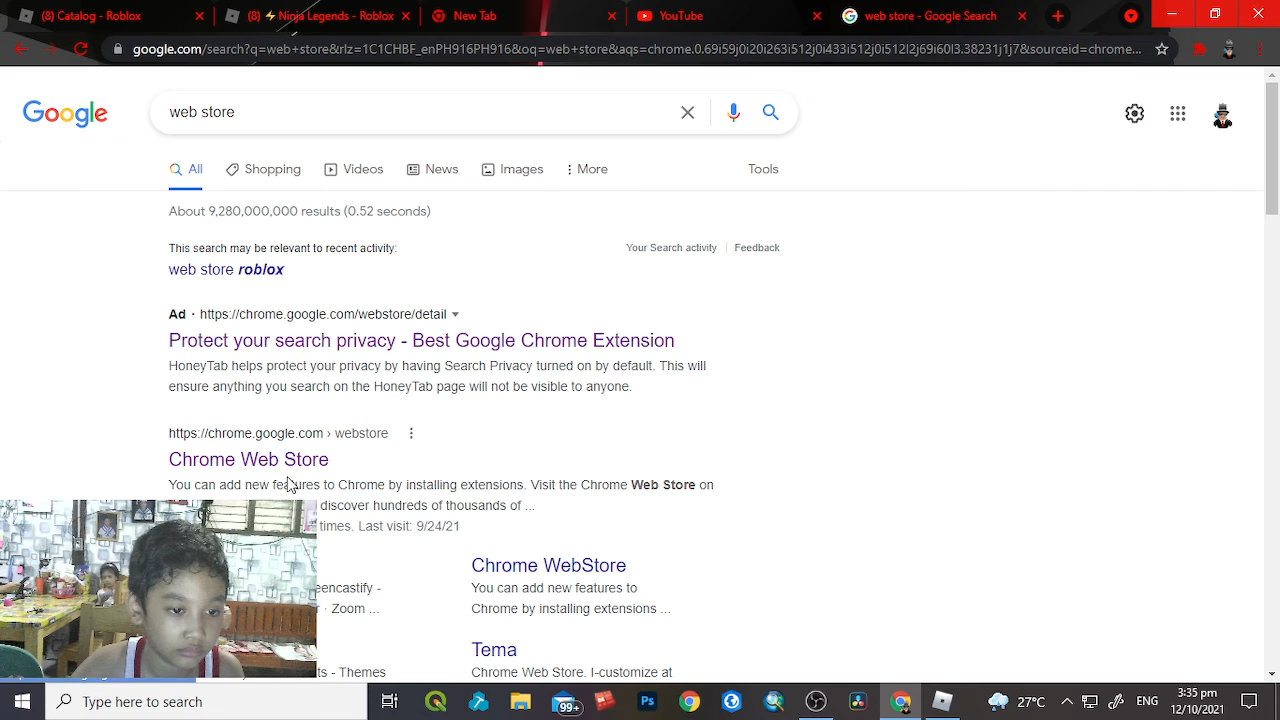 (8) Catalog - Roblox
(8) ⚡ Ninja Legends - Roblox
New Tab
YouTube
web store - Google Search
google.com/search?q=web+store&rlz=1C1CHBF_enPH916PH916&oq=web+store&aqs=chrome.0.69i59j0i20i263i512j0i433i512j0i512l2j69i60l3.38231j1j7&sourceid=chrome...
Google
web store
All
Shopping
Videos
News
Images
More
Tools
About 9,280,000,000 results (0.52 seconds)
This search may be relevant to recent activity:
Your Search activity
Feedback
web store roblox
Ad · https://chrome.google.com/webstore/detail
Protect your search privacy - Best Google Chrome Extension
HoneyTab helps protect your privacy by having Search Privacy turned on by default. This will
ensure anything you search on the HoneyTab page will not be visible to anyone.
https://chrome.google.com › webstore
Chrome Web Store
You can add new features to Chrome by installing extensions. Visit the Chrome Web Store on
discover hundreds of thousands of ...
times. Last visit: 9/24/21
Chrome WebStore
eencastify -
You can add new features to
· Zoom ...
Chrome by installing extensions ...
Tema
ts - Themes
Chrome Web Store. I-customize at
Type here to search
99+
Ps
27°C
ENG
3:35 pm
12/10/2021